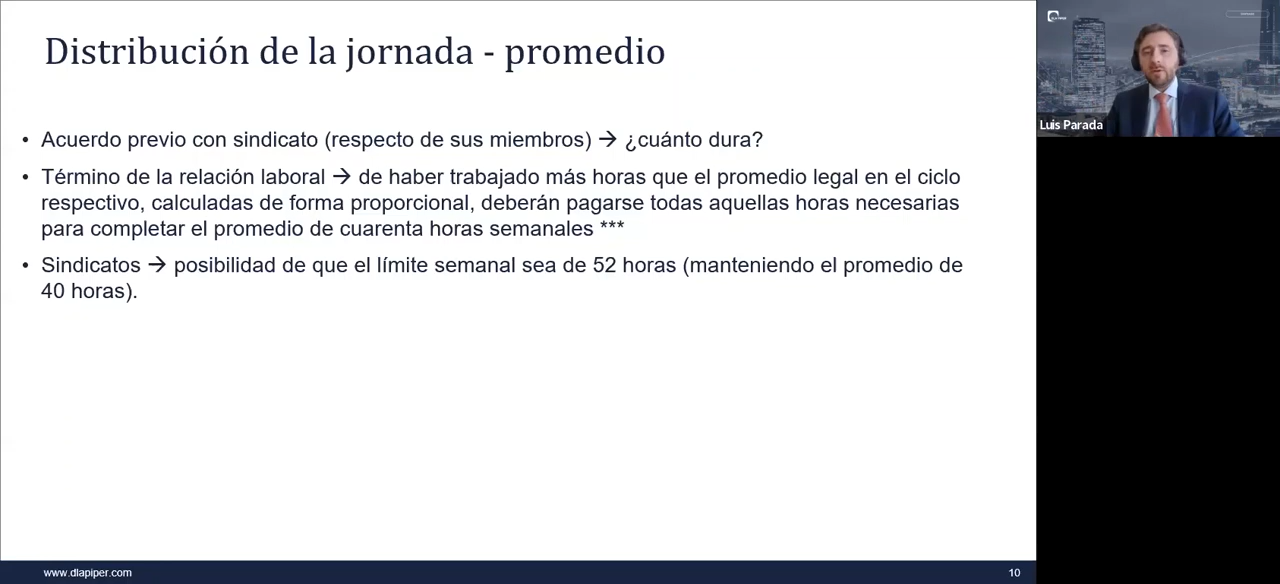 Distribución de la jornada - promedio
• Acuerdo previo con sindicato (respecto de sus miembros) → ¿cuánto dura?
• Término de la relación laboral → de haber trabajado más horas que el promedio legal en el ciclo
respectivo, calculadas de forma proporcional, deberán pagarse todas aquellas horas necesarias
para completar el promedio de cuarenta horas semanales ***
• Sindicatos → posibilidad de que el límite semanal sea de 52 horas (manteniendo el promedio de
40 horas).
www.dlapiper.com
10
Luis Parada